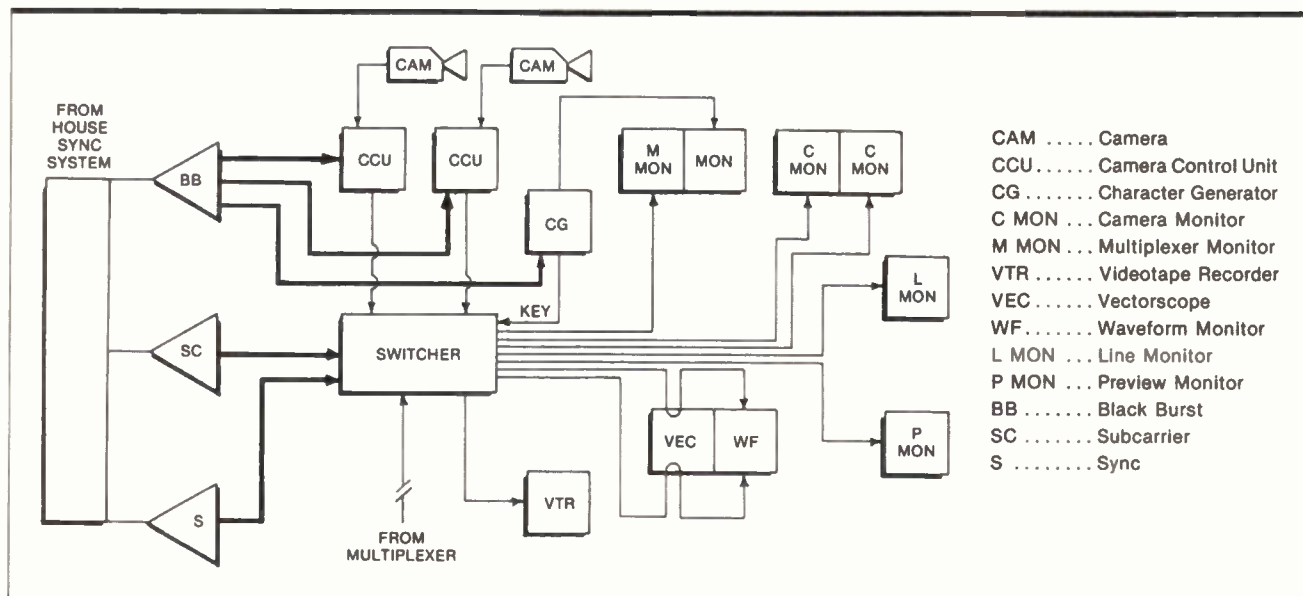 CAM
CAM
FROM
HOUSE
SYNC
SYSTEM
BB
CCU
CCU
CG
M
MON
MON
C
MON
C
MON
L
MON
KEY
SC
SWITCHER
VEC
WF
P
MON
S
VTR
FROM
MULTIPLEXER
CAM ..... Camera
CCU ...... Camera Control Unit
CG ....... Character Generator
C MON ... Camera Monitor
M MON ... Multiplexer Monitor
VTR ...... Videotape Recorder
VEC ...... Vectorscope
WF ....... Waveform Monitor
L MON ... Line Monitor
P MON ... Preview Monitor
BB ....... Black Burst
SC ....... Subcarrier
S ........ Sync